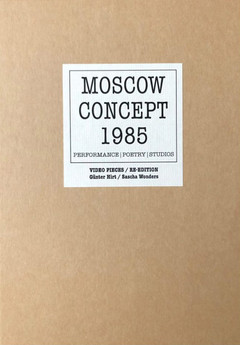 MOSCOW
CONCEPT
1985
PERFORMANCE|POETRY|STUDIOS
VIDEO PIECES / RE-EDITION
Günter Hirt / Sascha Wonders